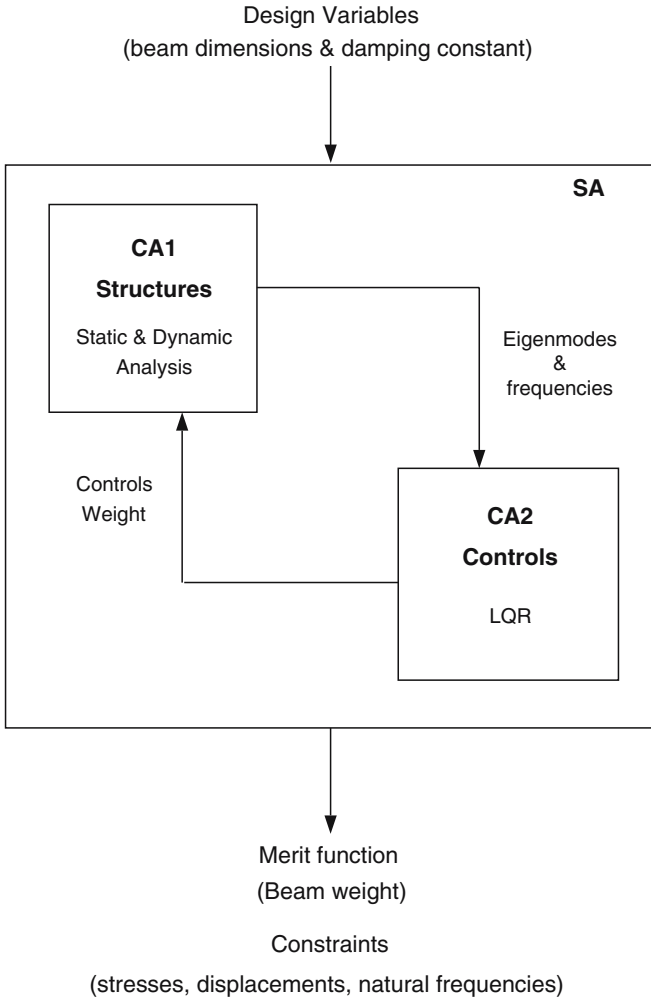 Design Variables
(beam dimensions & damping constant)
SA
CA1
Structures
Static & Dynamic
Analysis
Eigenmodes
&
frequencies
Controls
Weight
CA2
Controls
LQR
Merit function
(Beam weight)
Constraints
(stresses, displacements, natural frequencies)